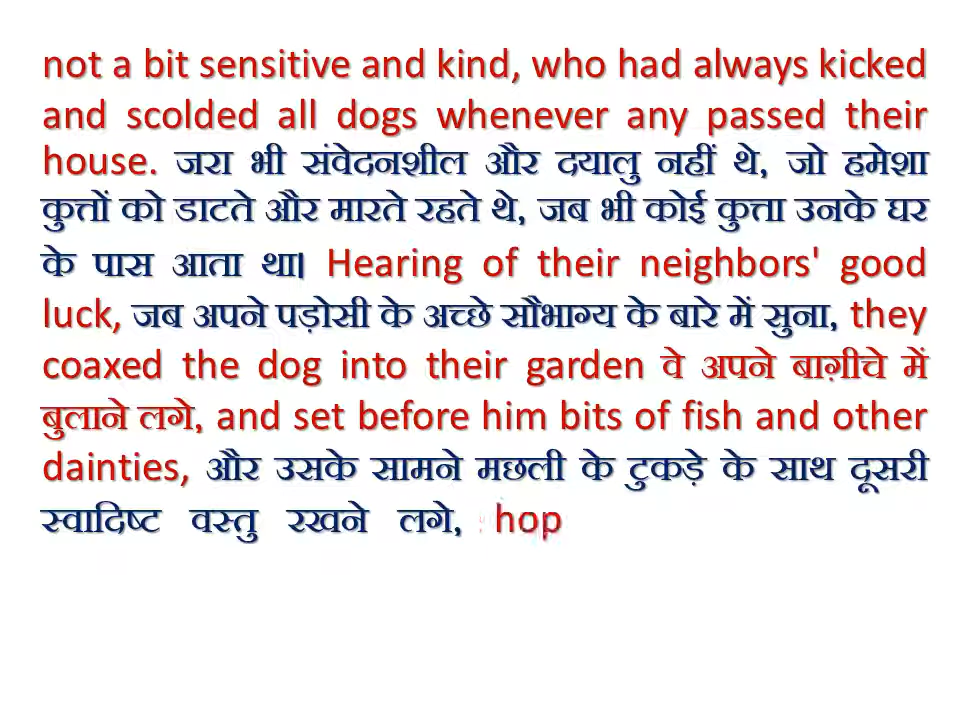 not a bit sensitive and kind, who had always kicked
and scolded all dogs whenever any passed their
house. जरा भी संवेदनशील और दयालु नहीं थे, जो हमेशा
कुत्तों को डाटते और मारते रहते थे, जब भी कोई कुत्ता उनके घर
के पास आता था। Hearing of their neighbors' good
luck, जब अपने पड़ोसी के अच्छे सौभाग्य के बारे में सुना, they
coaxed the dog into their garden वे अपने बाग़ीचे में
बुलाने लगे, and set before him bits of fish and other
dainties, और उसके सामने मछली के टुकड़े के साथ दूसरी
स्वादिष्ट वस्तु रखने लगे, hop